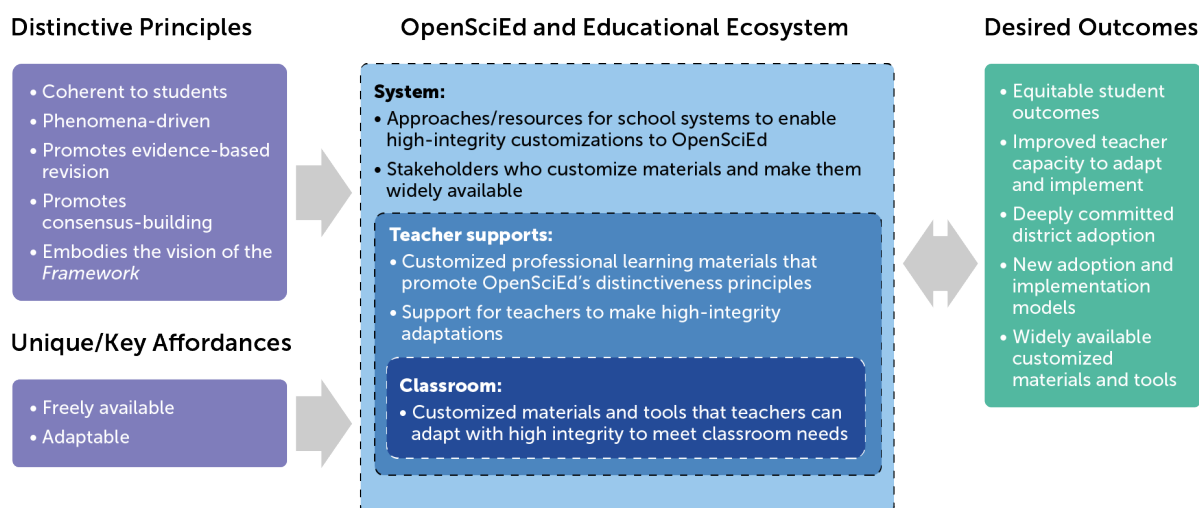 Distinctive Principles
• Coherent to students
• Phenomena-driven
• Promotes evidence-based
revision
• Promotes
consensus-building
• Embodies the vision of the
Framework
Unique/Key Affordances
• Freely available
• Adaptable
OpenSciEd and Educational Ecosystem
System:
• Approaches/resources for school systems to enable
high-integrity customizations to OpenSciEd
• Stakeholders who customize materials and make them
widely available
Teacher supports:
• Customized professional learning materials that
promote OpenSciEd’s distinctiveness principles
• Support for teachers to make high-integrity
adaptations
Classroom:
• Customized materials and tools that teachers can
adapt with high integrity to meet classroom needs
Desired Outcomes
• Equitable student
outcomes
• Improved teacher
capacity to adapt
and implement
• Deeply committed
district adoption
• New adoption and
implementation
models
• Widely available
customized
materials and tools